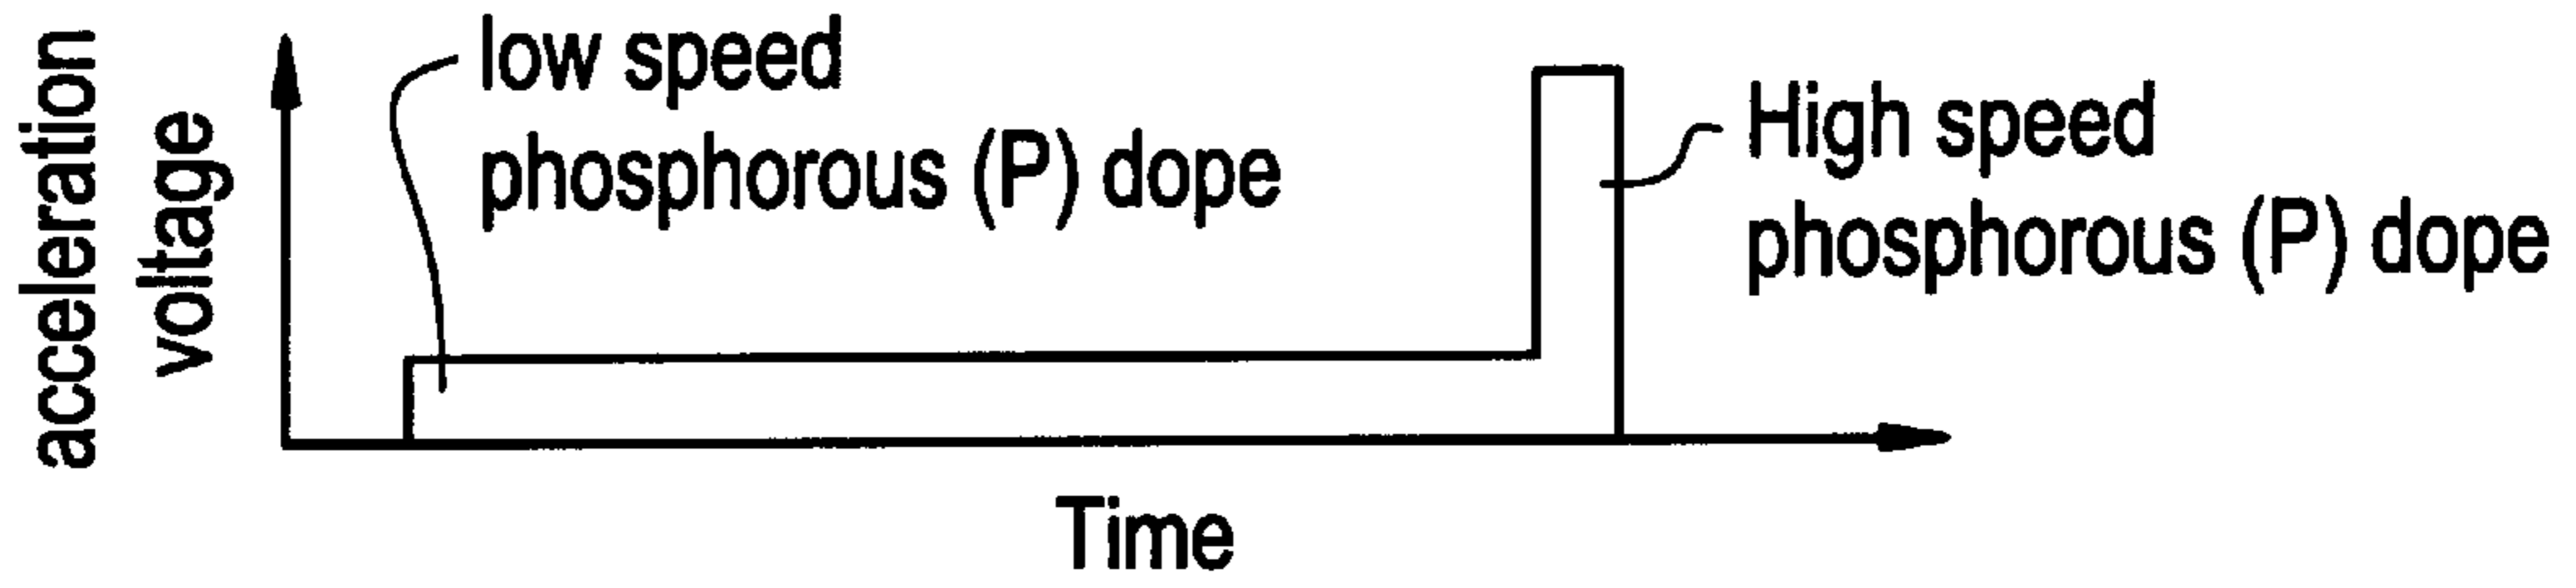 acceleration
voltage
low speed
phosphorous (P) dope
High speed
phosphorous (P) dope
Time